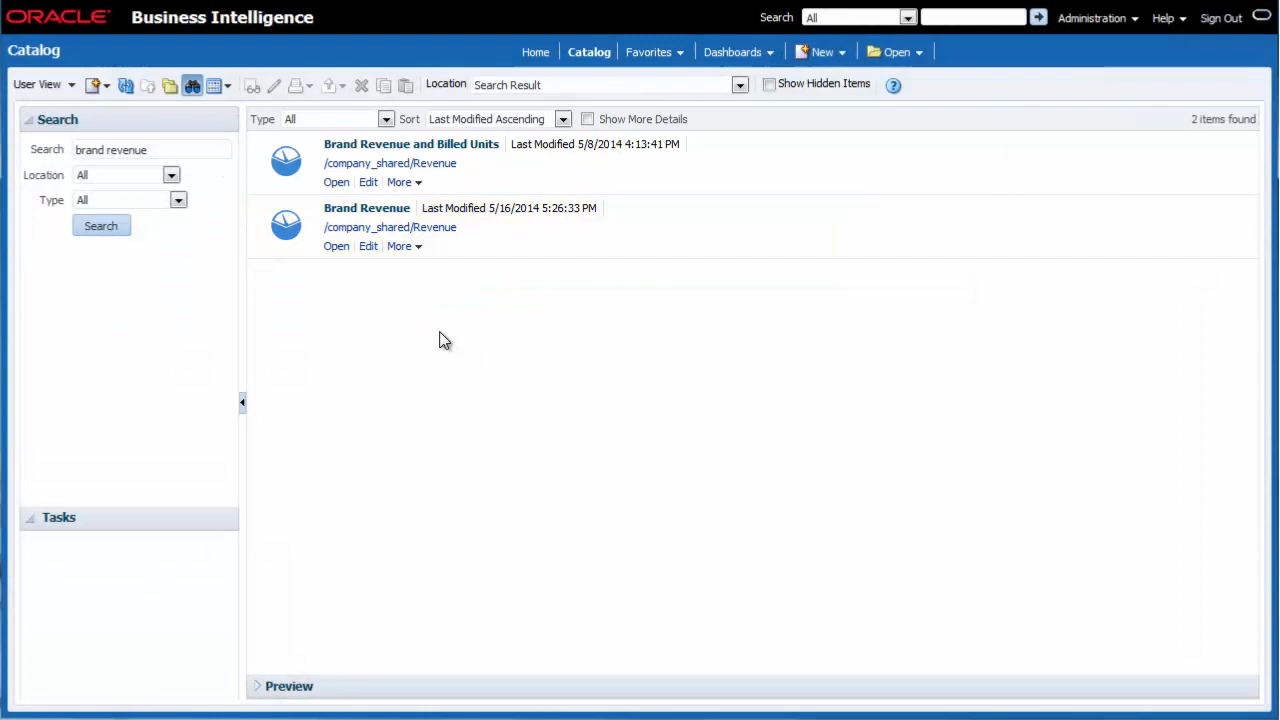 ORACLE Business Intelligence Search All Administration Help Sign Out
Catalog Home Catalog Favorites Dashboards New Open
User View Location Search Result Show Hidden Items ?
Search Type All Sort Last Modified Ascending Show More Details 2 items found
Search brand revenue
Location All
Type All
Search
Brand Revenue and Billed Units Last Modified 5/8/2014 4:13:41 PM
/company_shared/Revenue
Open Edit More
Brand Revenue Last Modified 5/16/2014 5:26:33 PM
/company_shared/Revenue
Open Edit More
Tasks
Preview